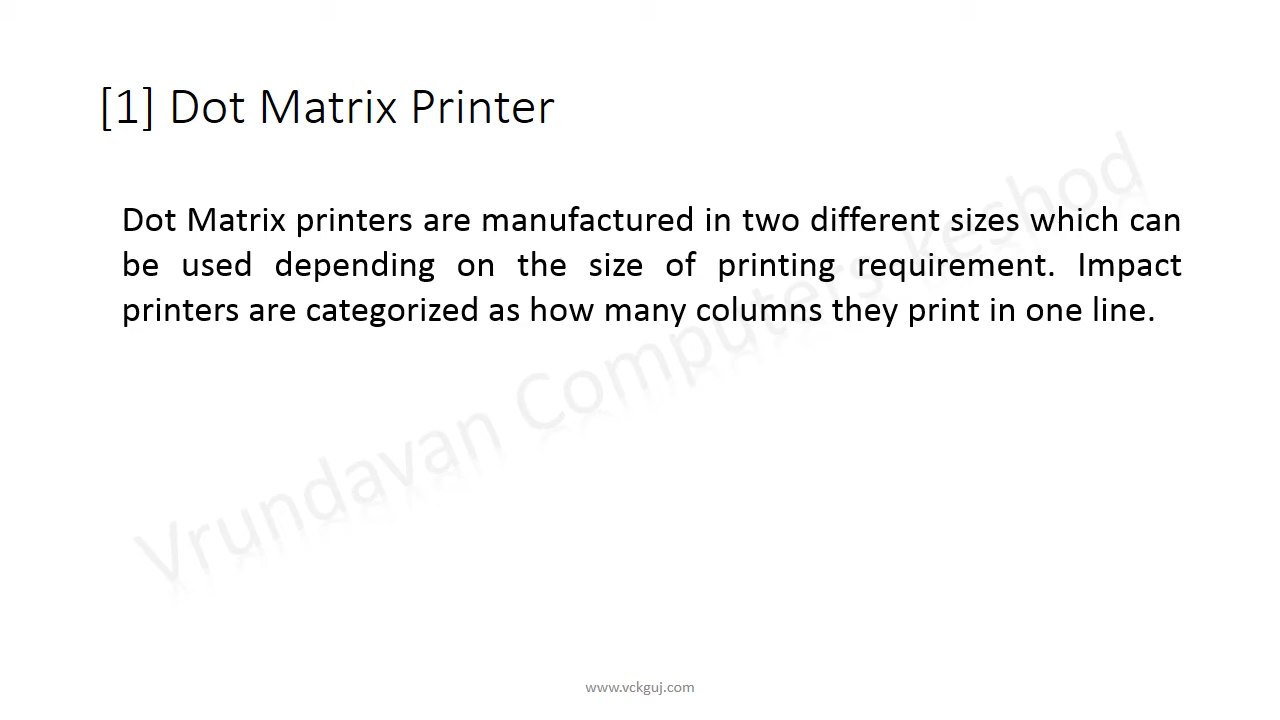 [1] Dot Matrix Printer
Dot Matrix printers are manufactured in two different sizes which can
be used depending on the size of printing requirement. Impact
printers are categorized as how many columns they print in one line.
Vrundavan Computers Keshod
www.vckguj.com